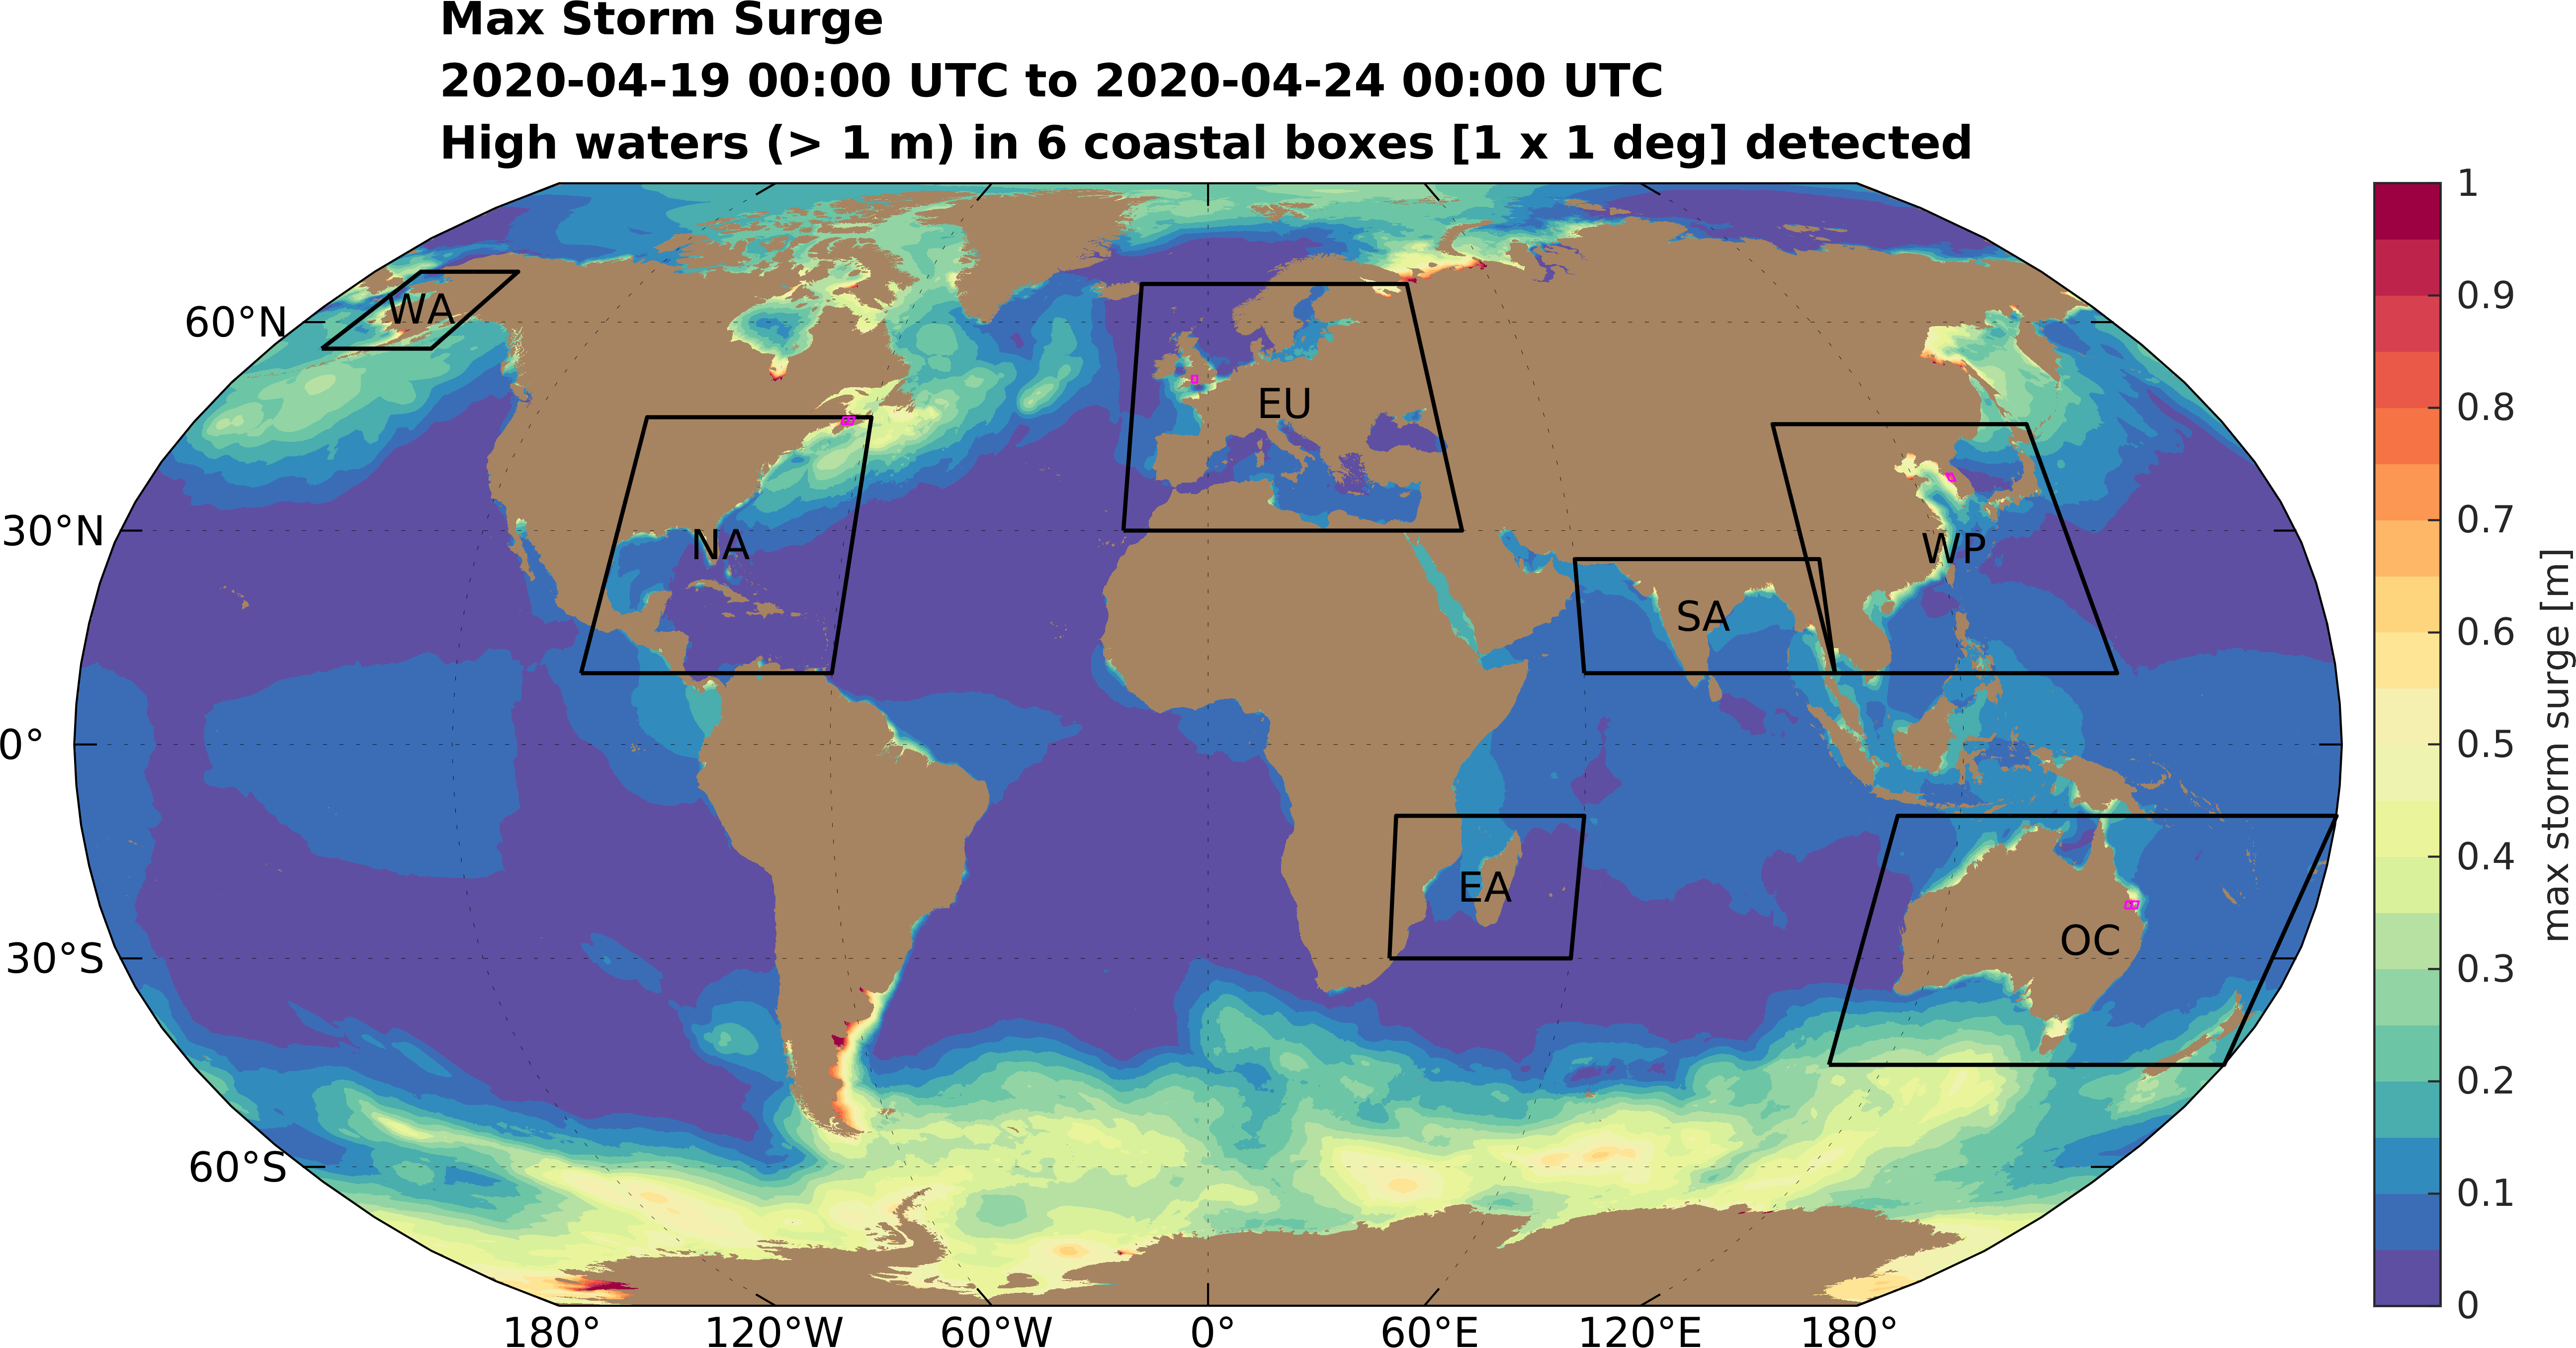 Max Storm Surge
2020-04-19 00:00 UTC to 2020-04-24 00:00 UTC
High waters (> 1 m) in 6 coastal boxes [1 x 1 deg] detected
60°N
30°N
0°
30°S
60°S
180°
120°W
60°W
0°
60°E
120°E
180°
WA
NA
EU
SA
WP
EA
OC
1
0.9
0.8
0.7
0.6
0.5
0.4
0.3
0.2
0.1
0
max storm surge [m]